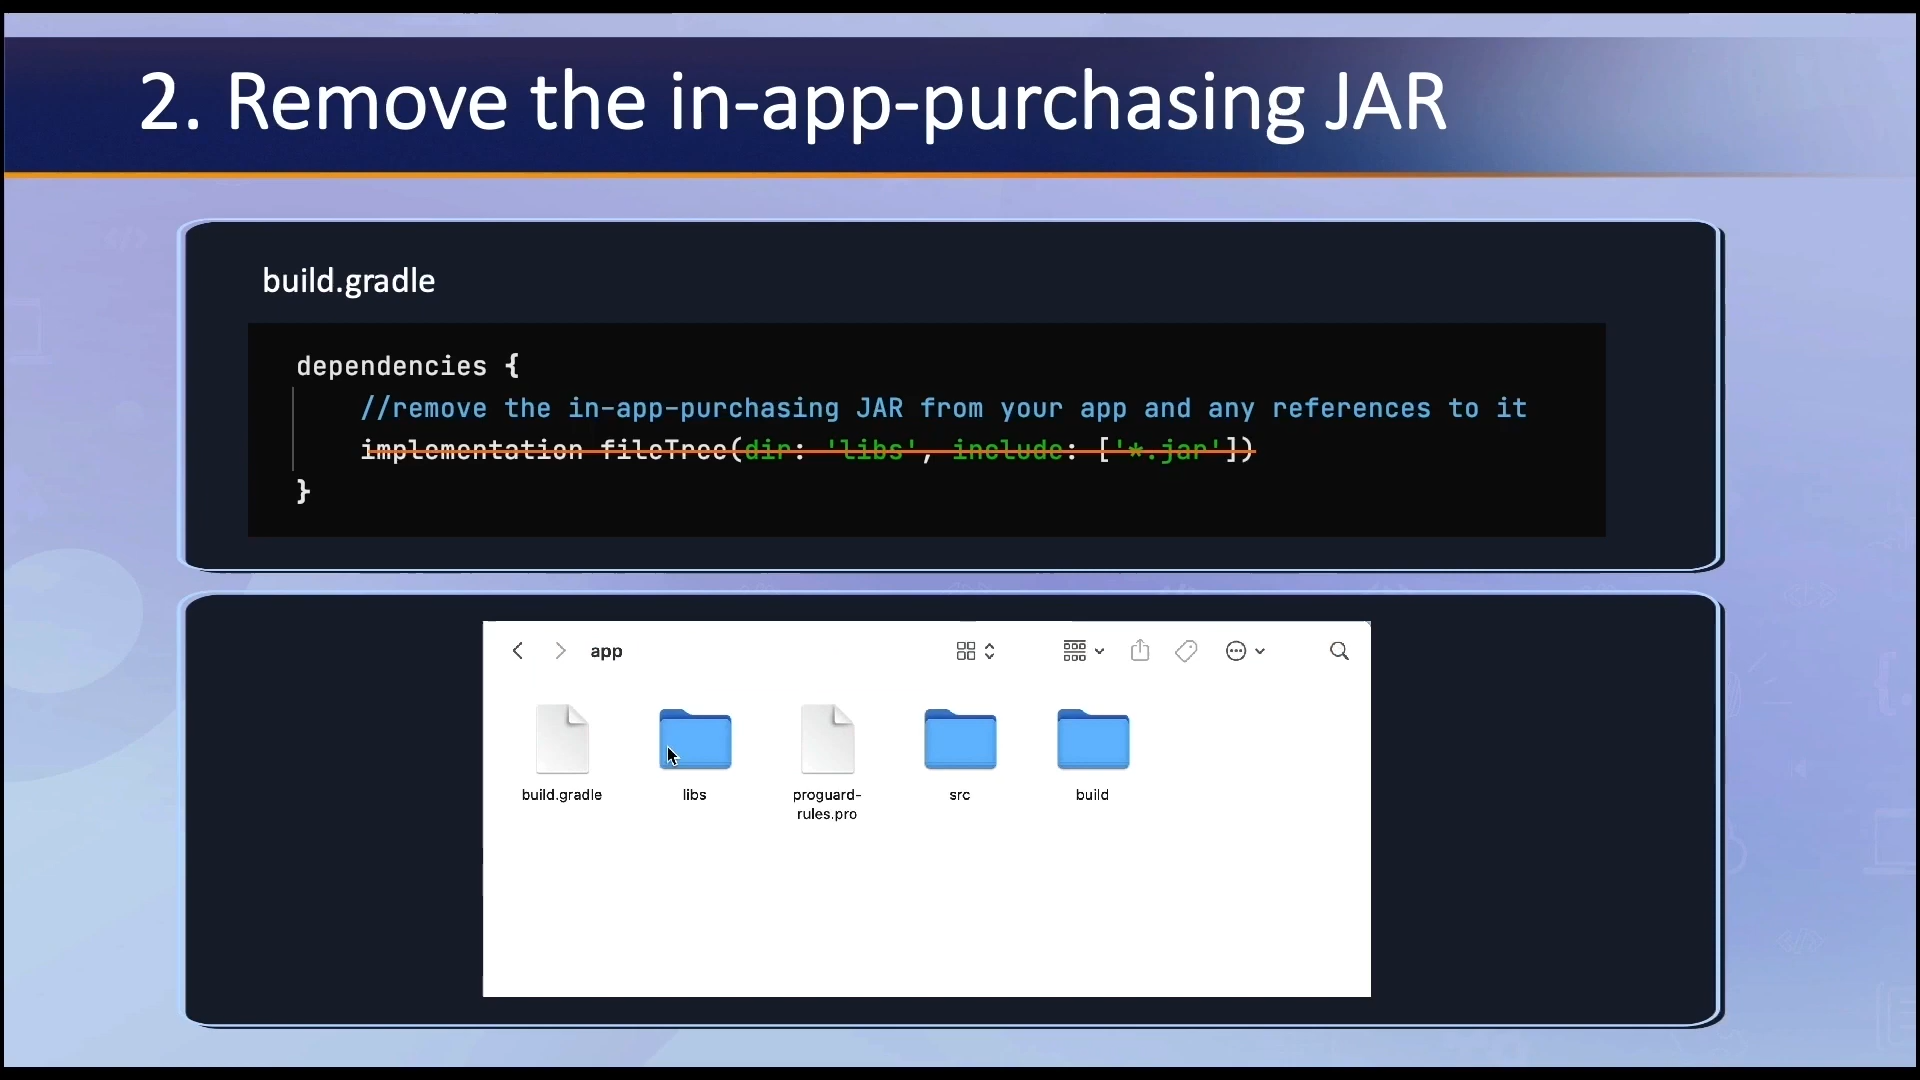 2. Remove the in-app-purchasing JAR
build.gradle
dependencies {
//remove the in-app-purchasing JAR from your app and any references to it
implementation fileTree(dir: 'libs', include: ['*.jar'])
}
app
build.gradle
libs
proguard-
rules.pro
src
build